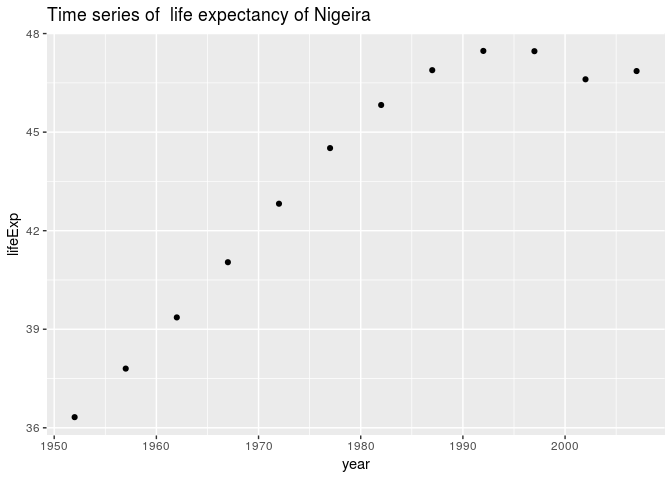 Time series of  life expectancy of Nigeira
48
45
42
39
36
lifeExp
1950 1960 1970 1980 1990 2000
year